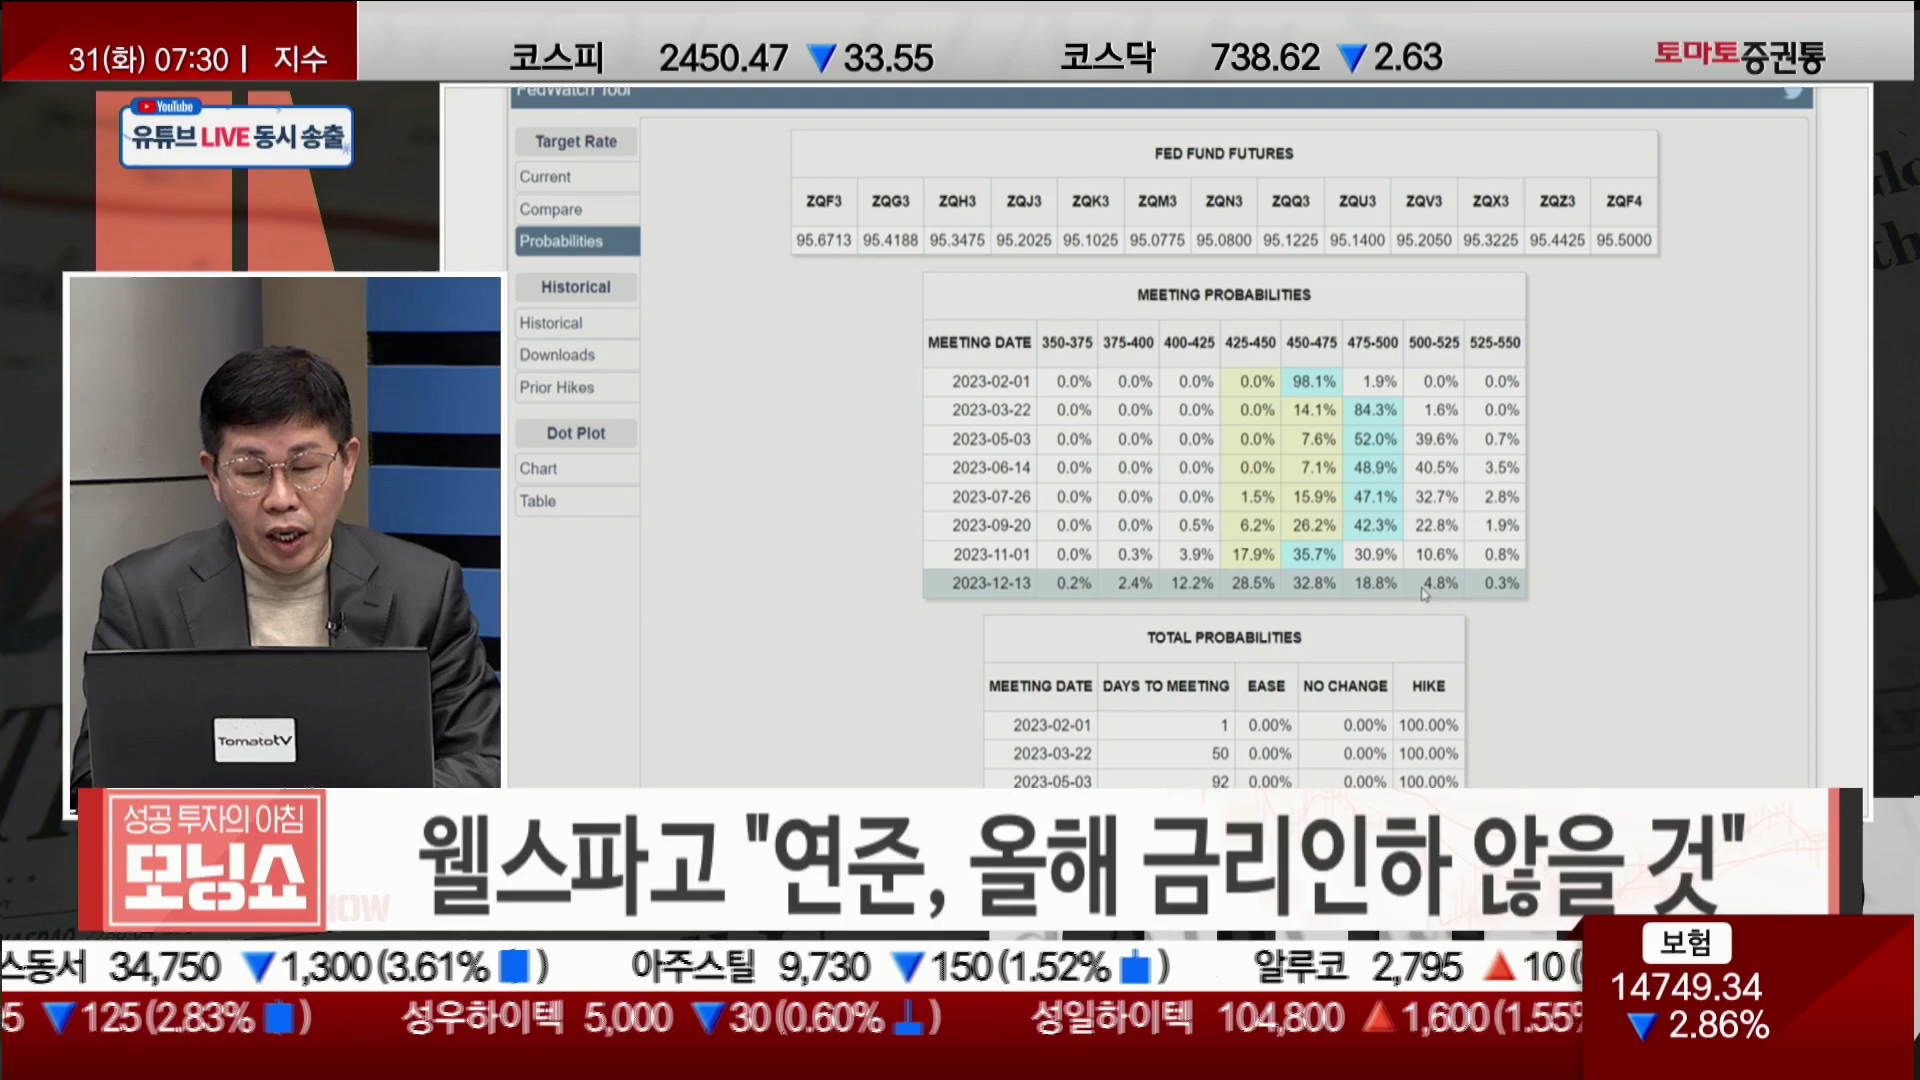 31(화) 07:30 | 지수 코스피 2450.47 ▼33.55 코스닥 738.62 ▼2.63 토마토증권통
YouTube
유튜브 LIVE 동시 송출
FedWatch Tool
Target Rate
Current
Compare
Probabilities
Historical
Historical
Downloads
Prior Hikes
Dot Plot
Chart
Table
FED FUND FUTURES
ZQF3 ZQG3 ZQH3 ZQJ3 ZQK3 ZQM3 ZQN3 ZQQ3 ZQU3 ZQV3 ZQX3 ZQZ3 ZQF4
95.6713 95.4188 95.3475 95.2025 95.1025 95.0775 95.0800 95.1225 95.1400 95.2050 95.3225 95.4425 95.5000
MEETING PROBABILITIES
MEETING DATE 350-375 375-400 400-425 425-450 450-475 475-500 500-525 525-550
2023-02-01 0.0% 0.0% 0.0% 0.0% 98.1% 1.9% 0.0% 0.0%
2023-03-22 0.0% 0.0% 0.0% 0.0% 14.1% 84.3% 1.6% 0.0%
2023-05-03 0.0% 0.0% 0.0% 0.0% 7.6% 52.0% 39.6% 0.7%
2023-06-14 0.0% 0.0% 0.0% 0.0% 7.1% 48.9% 40.5% 3.5%
2023-07-26 0.0% 0.0% 0.0% 1.5% 15.9% 47.1% 32.7% 2.8%
2023-09-20 0.0% 0.0% 0.5% 6.2% 26.2% 42.3% 22.8% 1.9%
2023-11-01 0.0% 0.3% 3.9% 17.9% 35.7% 30.9% 10.6% 0.8%
2023-12-13 0.2% 2.4% 12.2% 28.5% 32.8% 18.8% 4.8% 0.3%
TOTAL PROBABILITIES
MEETING DATE DAYS TO MEETING EASE NO CHANGE HIKE
2023-02-01 1 0.00% 0.00% 100.00%
2023-03-22 50 0.00% 0.00% 100.00%
2023-05-03 92 0.00% 0.00% 100.00%
Tomatotv
성공 투자의 아침
모닝쇼
웰스파고 "연준, 올해 금리인하 않을 것"
스동서 34,750 ▼1,300(3.61% ) 아주스틸 9,730 ▼150(1.52% ) 알루코 2,795 ▲10(
5 ▼125(2.83% ) 성우하이텍 5,000 ▼30(0.60% ) 성일하이텍 104,800 ▲1,600(1.55%
보험
14749.34
▼2.86%